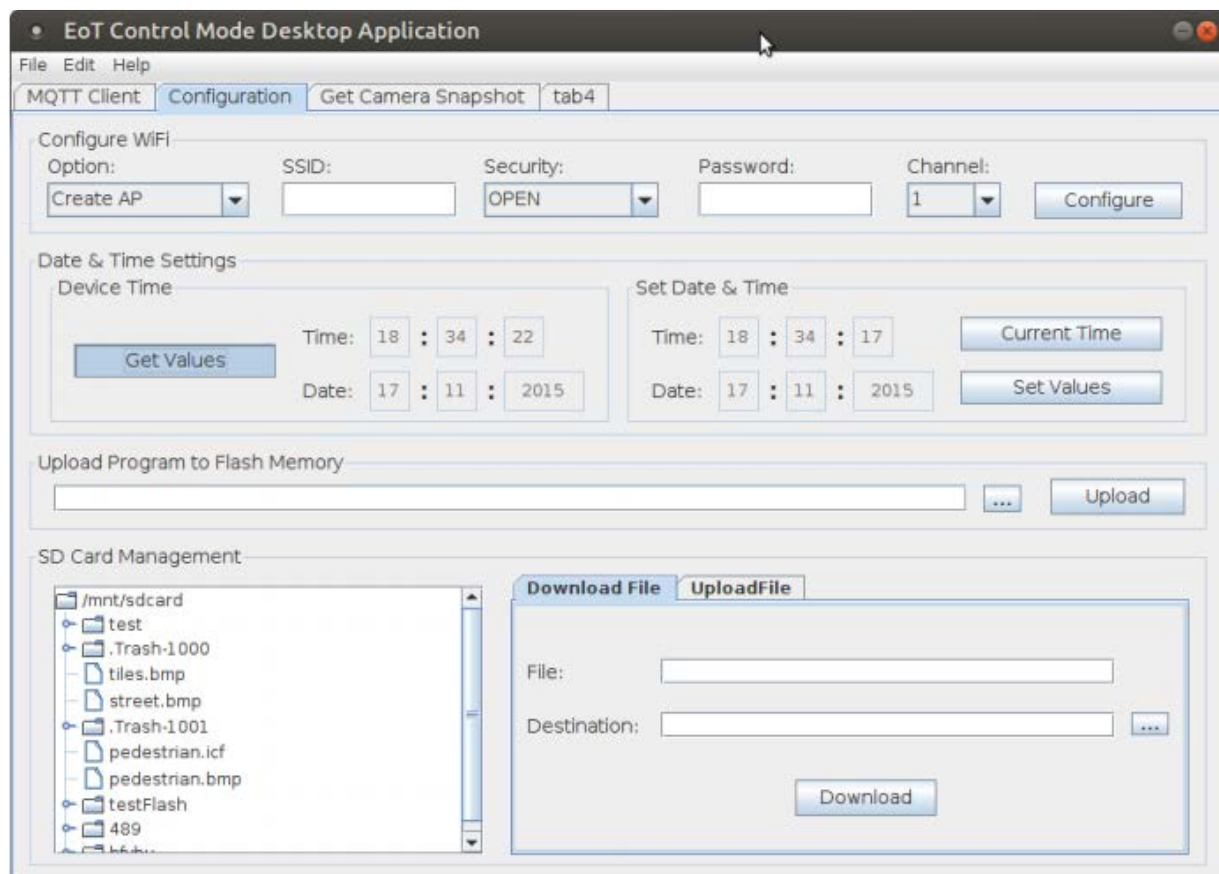 EoT Control Mode Desktop Application
File Edit Help
MQTT Client Configuration Get Camera Snapshot tab4
Configure WiFi
Option: SSID: Security: Password: Channel:
Create AP OPEN 1 Configure
Date & Time Settings
Device Time
Time: 18 : 34 : 22
Get Values
Date: 17 : 11 : 2015
Set Date & Time
Time: 18 : 34 : 17 Current Time
Date: 17 : 11 : 2015 Set Values
Upload Program to Flash Memory
... Upload
SD Card Management
/mnt/sdcard
test
.Trash-1000
tiles.bmp
street.bmp
.Trash-1001
pedestrian.icf
pedestrian.bmp
testFlash
489
Download File UploadFile
File:
Destination: ...
Download